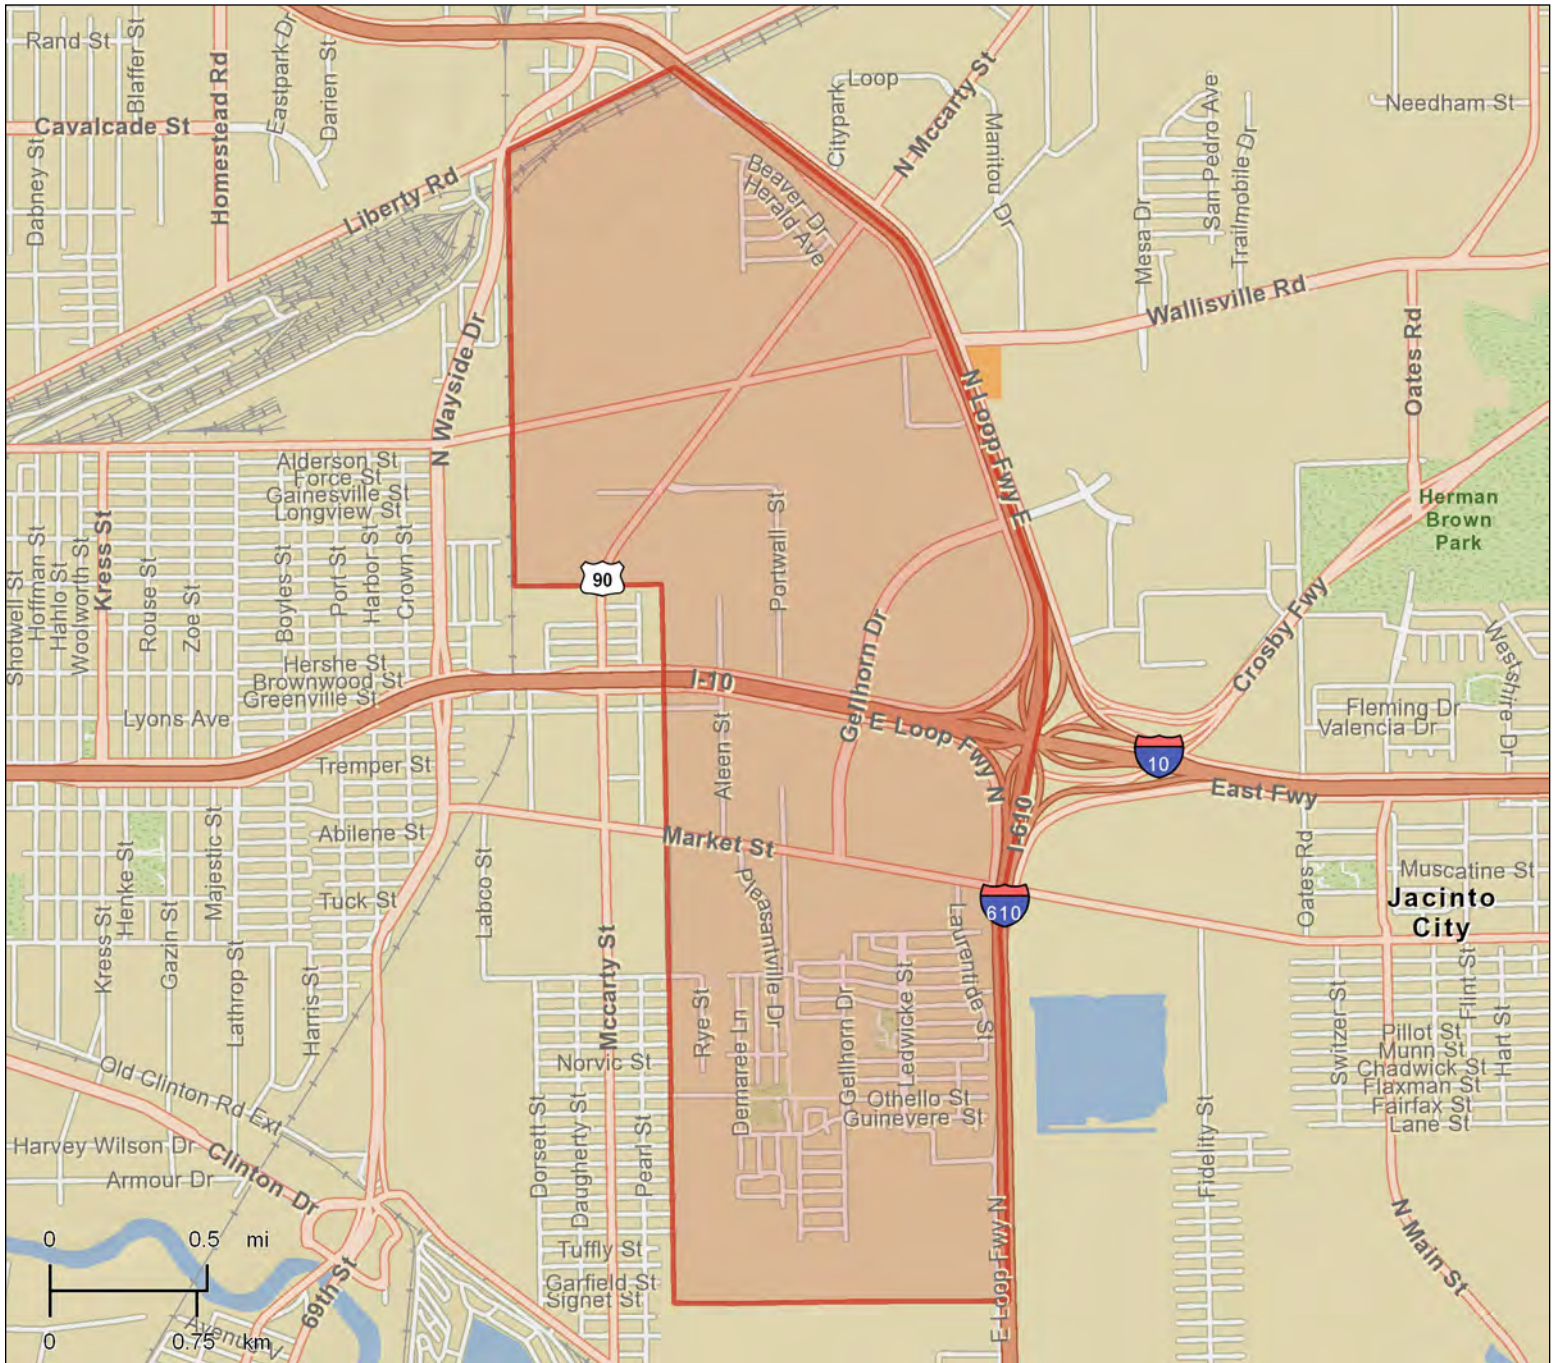 Rand St
Blaffer St
Eastpark Dr
Darien St
Cavalcade St
Homestead Rd
Dabney St
Liberty Rd
Citypark Loop
N Mccarty St
Manitou Dr
San Pedro Ave
Trailmobile Dr
Mesa Dr
Needham St
Beaver Dr
Herald Ave
Wallisville Rd
Oates Rd
N Wayside Dr
N Loop Fwy E
Alderson St
Force St
Gainesville St
Longview St
Shotwell St
Hoffman St
Hahlo St
Woolworth St
Kress St
Rouse St
Zoe St
Boyles St
Port St
Harbor St
Crown St
Portwall St
Herman
Brown
Park
90
Hershe St
Brownwood St
Greenville St
Lyons Ave
I-10
Gellhorn Dr
E Loop Fwy N
Crosby Fwy
Westshire Dr
Fleming Dr
Valencia Dr
10
East Fwy
Tremper St
Aleen St
I-610
Abilene St
Market St
Majestic St
Henke St
Tuck St
Labco St
Pleasantville Dr
610
Laurentide St
Oates Rd
Muscatine St
Jacinto
City
Kress St
Gazin St
Lathrop St
Harris St
Mccarty St
Rye St
Demaree Ln
Gellhorn Dr
Ledwicke St
Switzer St
Flint St
Hart St
Pillot St
Munn St
Chadwick St
Flaxman St
Fairfax St
Lane St
Norvic St
Othello St
Guinevere St
Old Clinton Rd Ext
Harvey Wilson Dr
Armour Dr
Clinton Dr
Dorsett St
Daugherty St
Pearl St
Fidelity St
N Main St
Tuffly St
Garfield St
Signet St
E Loop Fwy N
69th St
Avenue V
0 0.5 mi
0 0.75 km